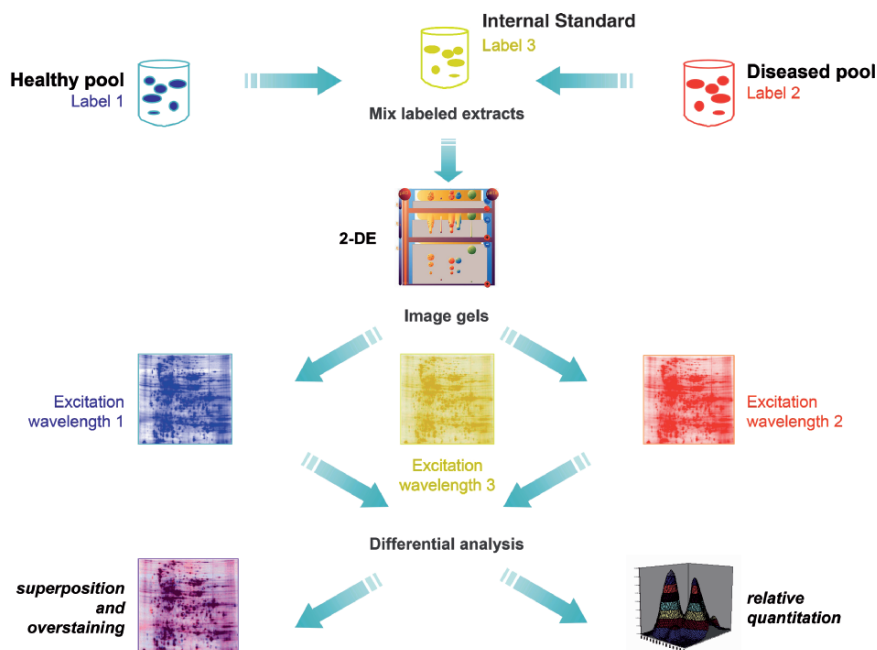 Internal Standard
Label 3
Healthy pool
Label 1
Diseased pool
Label 2
Mix labeled extracts
2-DE
Image gels
Excitation
wavelength 1
Excitation
wavelength 2
Excitation
wavelength 3
Differential analysis
superposition
and
overstaining
relative
quantitation